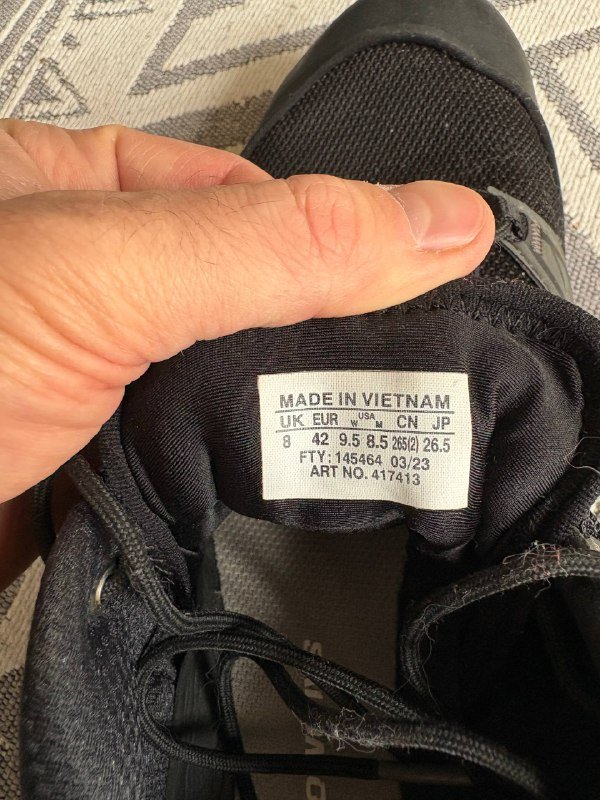 MADE IN VIETNAM
UK EUR W USA M CN JP
8 42 9.5 8.5 265(2) 26.5
FTY: 145464 03/23
ART NO. 417413